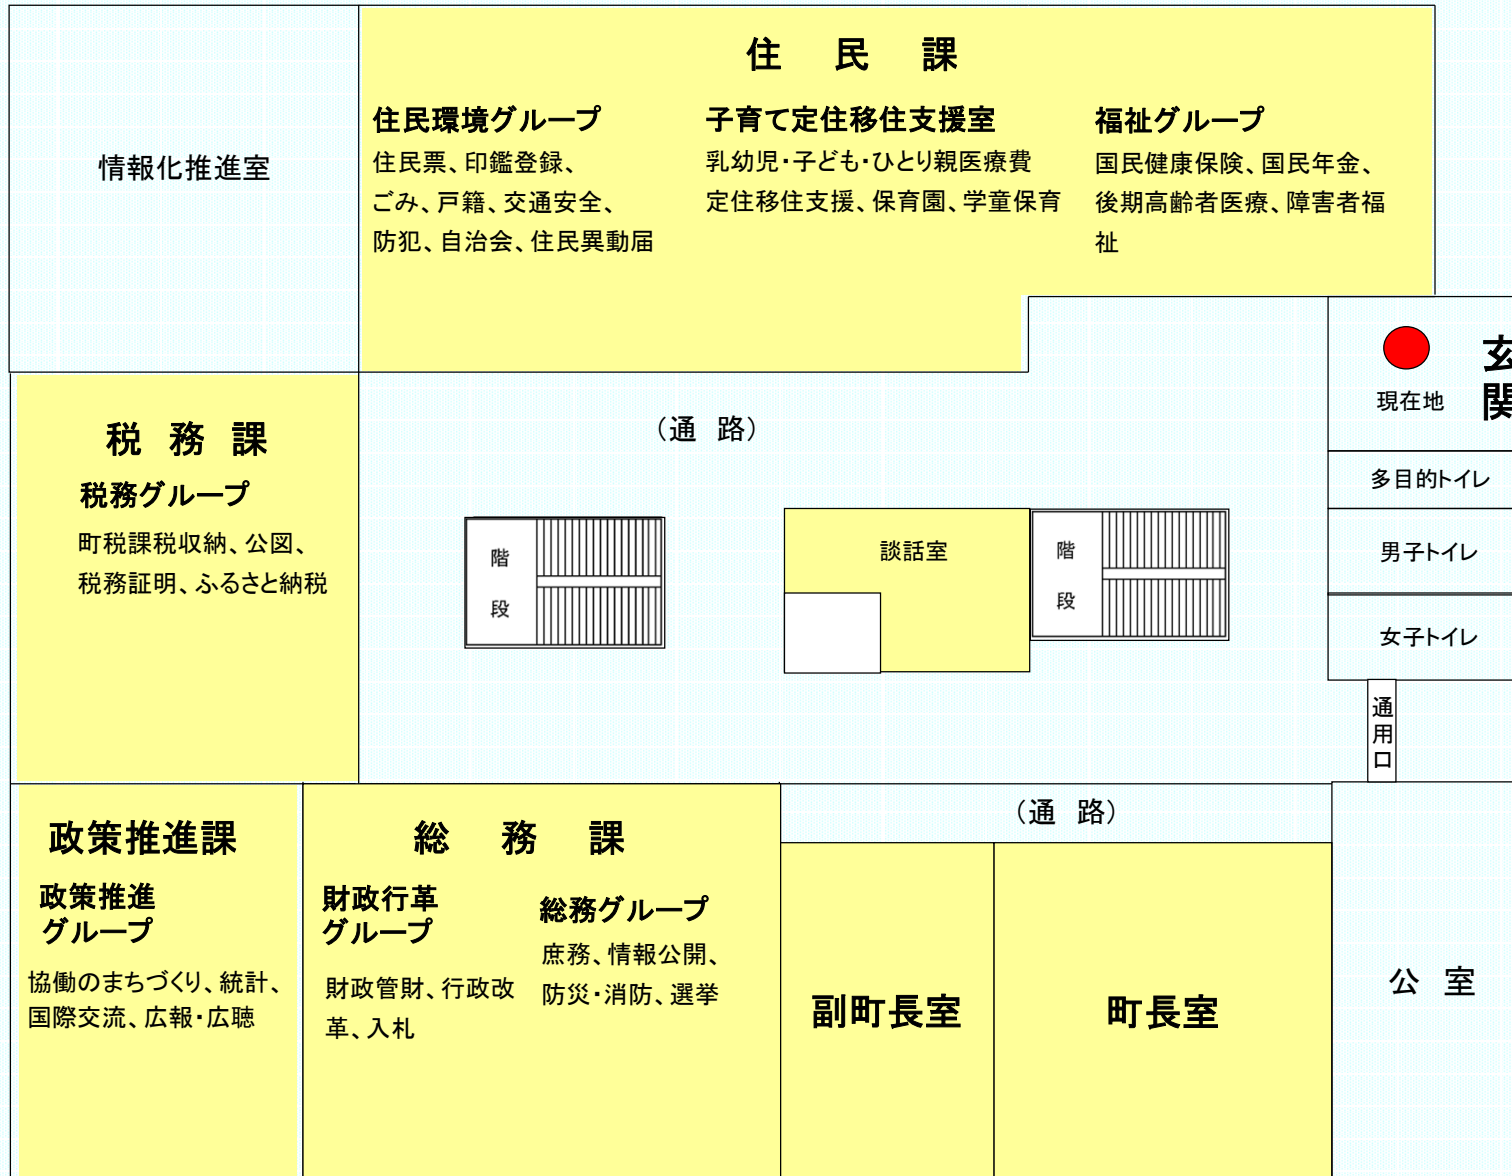 住　民　課
情報化推進室
住民環境グループ
住民票、印鑑登録、
ごみ、戸籍、交通安全、
防犯、自治会、住民異動届
子育て定住移住支援室
乳幼児・子ども・ひとり親医療費
定住移住支援、保育園、学童保育
福祉グループ
国民健康保険、国民年金、
後期高齢者医療、障害者福
祉
玄
関
現在地
税 務 課
税務グループ
町税課税収納、公図、
税務証明、ふるさと納税
（通　路）
階
段
談話室
階
段
多目的トイレ
男子トイレ
女子トイレ
通
用
口
政策推進課
政策推進
グループ
協働のまちづくり、統計、
国際交流、広報・広聴
総　務　課
財政行革
グループ
財政管財、行政改
革、入札
総務グループ
庶務、情報公開、
防災・消防、選挙
（通　路）
副町長室
町長室
公　室